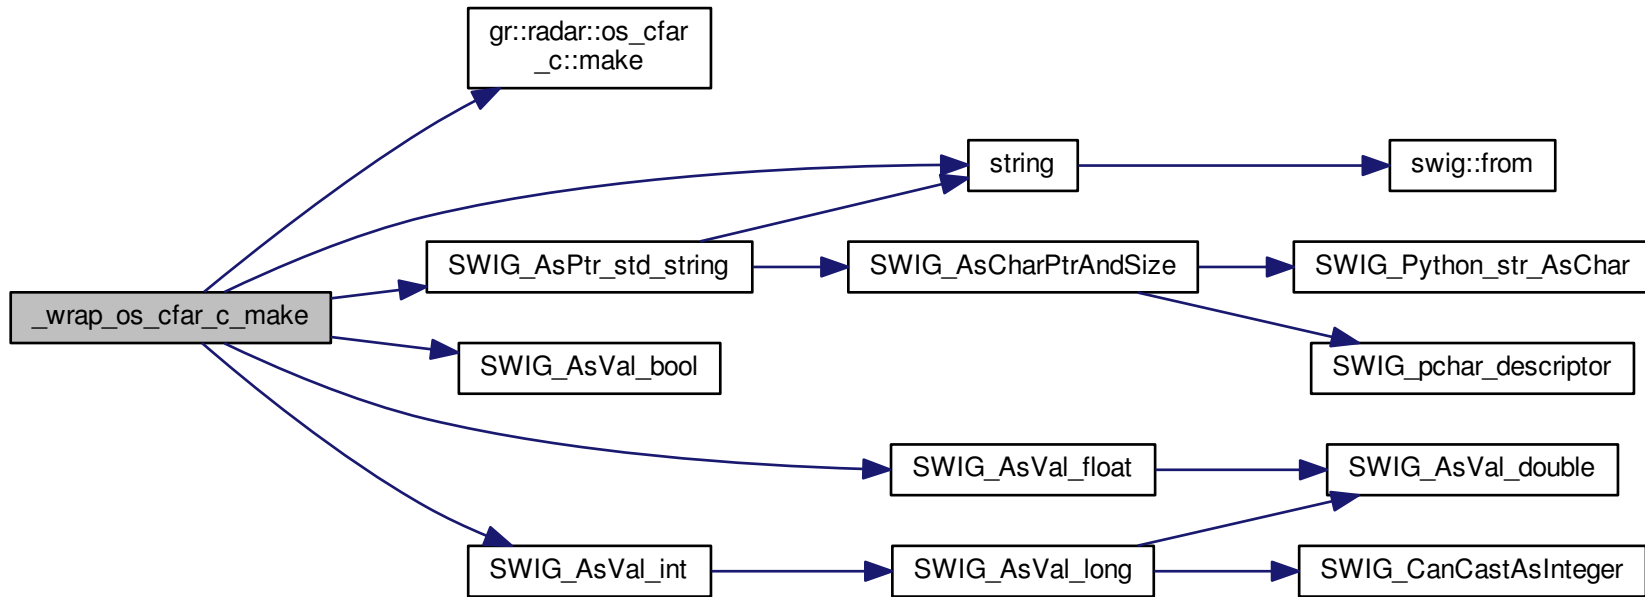 gr::radar::os_cfar
_c::make
string
swig::from
SWIG_AsPtr_std_string
SWIG_AsCharPtrAndSize
SWIG_Python_str_AsChar
_wrap_os_cfar_c_make
SWIG_AsVal_bool
SWIG_pchar_descriptor
SWIG_AsVal_float
SWIG_AsVal_double
SWIG_AsVal_int
SWIG_AsVal_long
SWIG_CanCastAsInteger